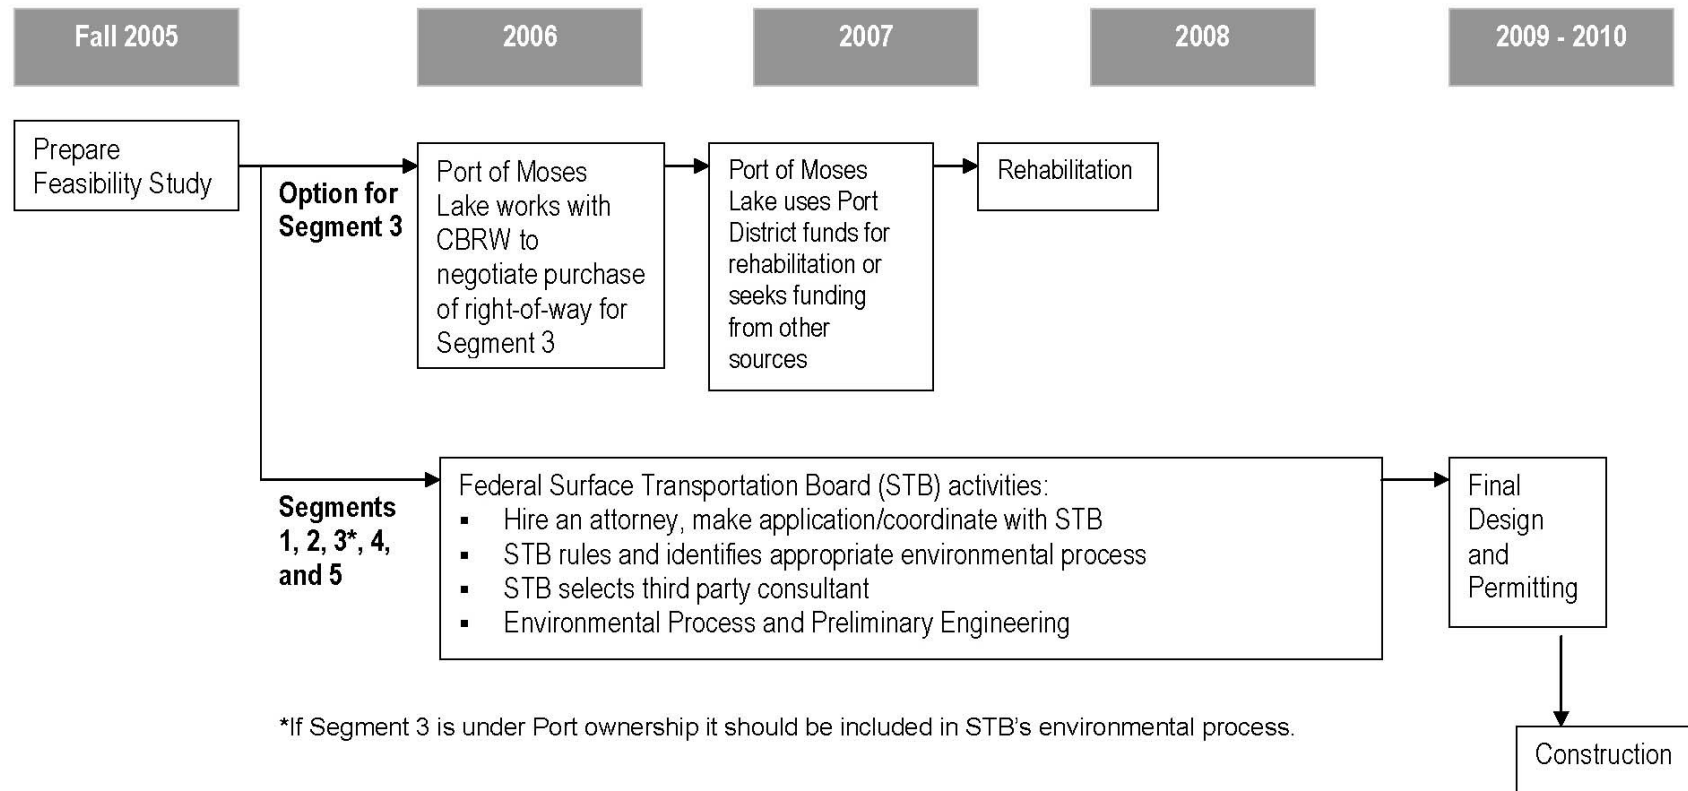 Fall 2005
2006
2007
2008
2009 - 2010
Prepare
Feasibility Study
Option for
Segment 3
Port of Moses
Lake works with
CBRW to
negotiate purchase
of right-of-way for
Segment 3
Port of Moses
Lake uses Port
District funds for
rehabilitation or
seeks funding
from other
sources
Rehabilitation
Segments
1, 2, 3*, 4,
and 5
Federal Surface Transportation Board (STB) activities:
▪ Hire an attorney, make application/coordinate with STB
▪ STB rules and identifies appropriate environmental process
▪ STB selects third party consultant
▪ Environmental Process and Preliminary Engineering
Final
Design
and
Permitting
*If Segment 3 is under Port ownership it should be included in STB's environmental process.
Construction